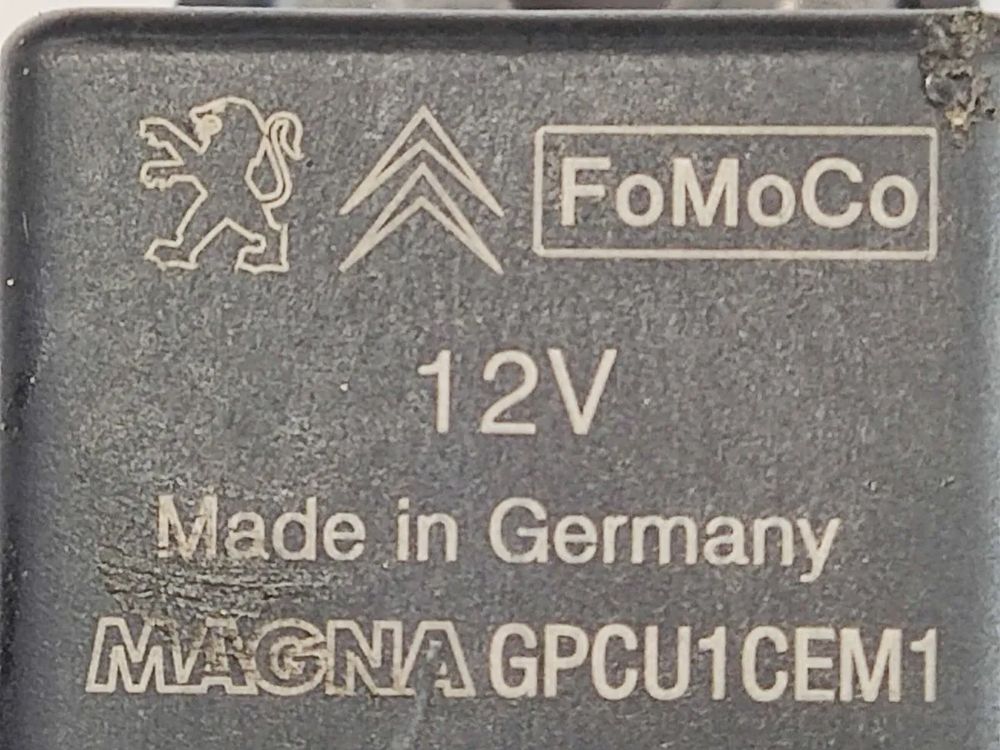 FoMoCo
12V
Made in Germany
MAGNA GPCU1CEM1